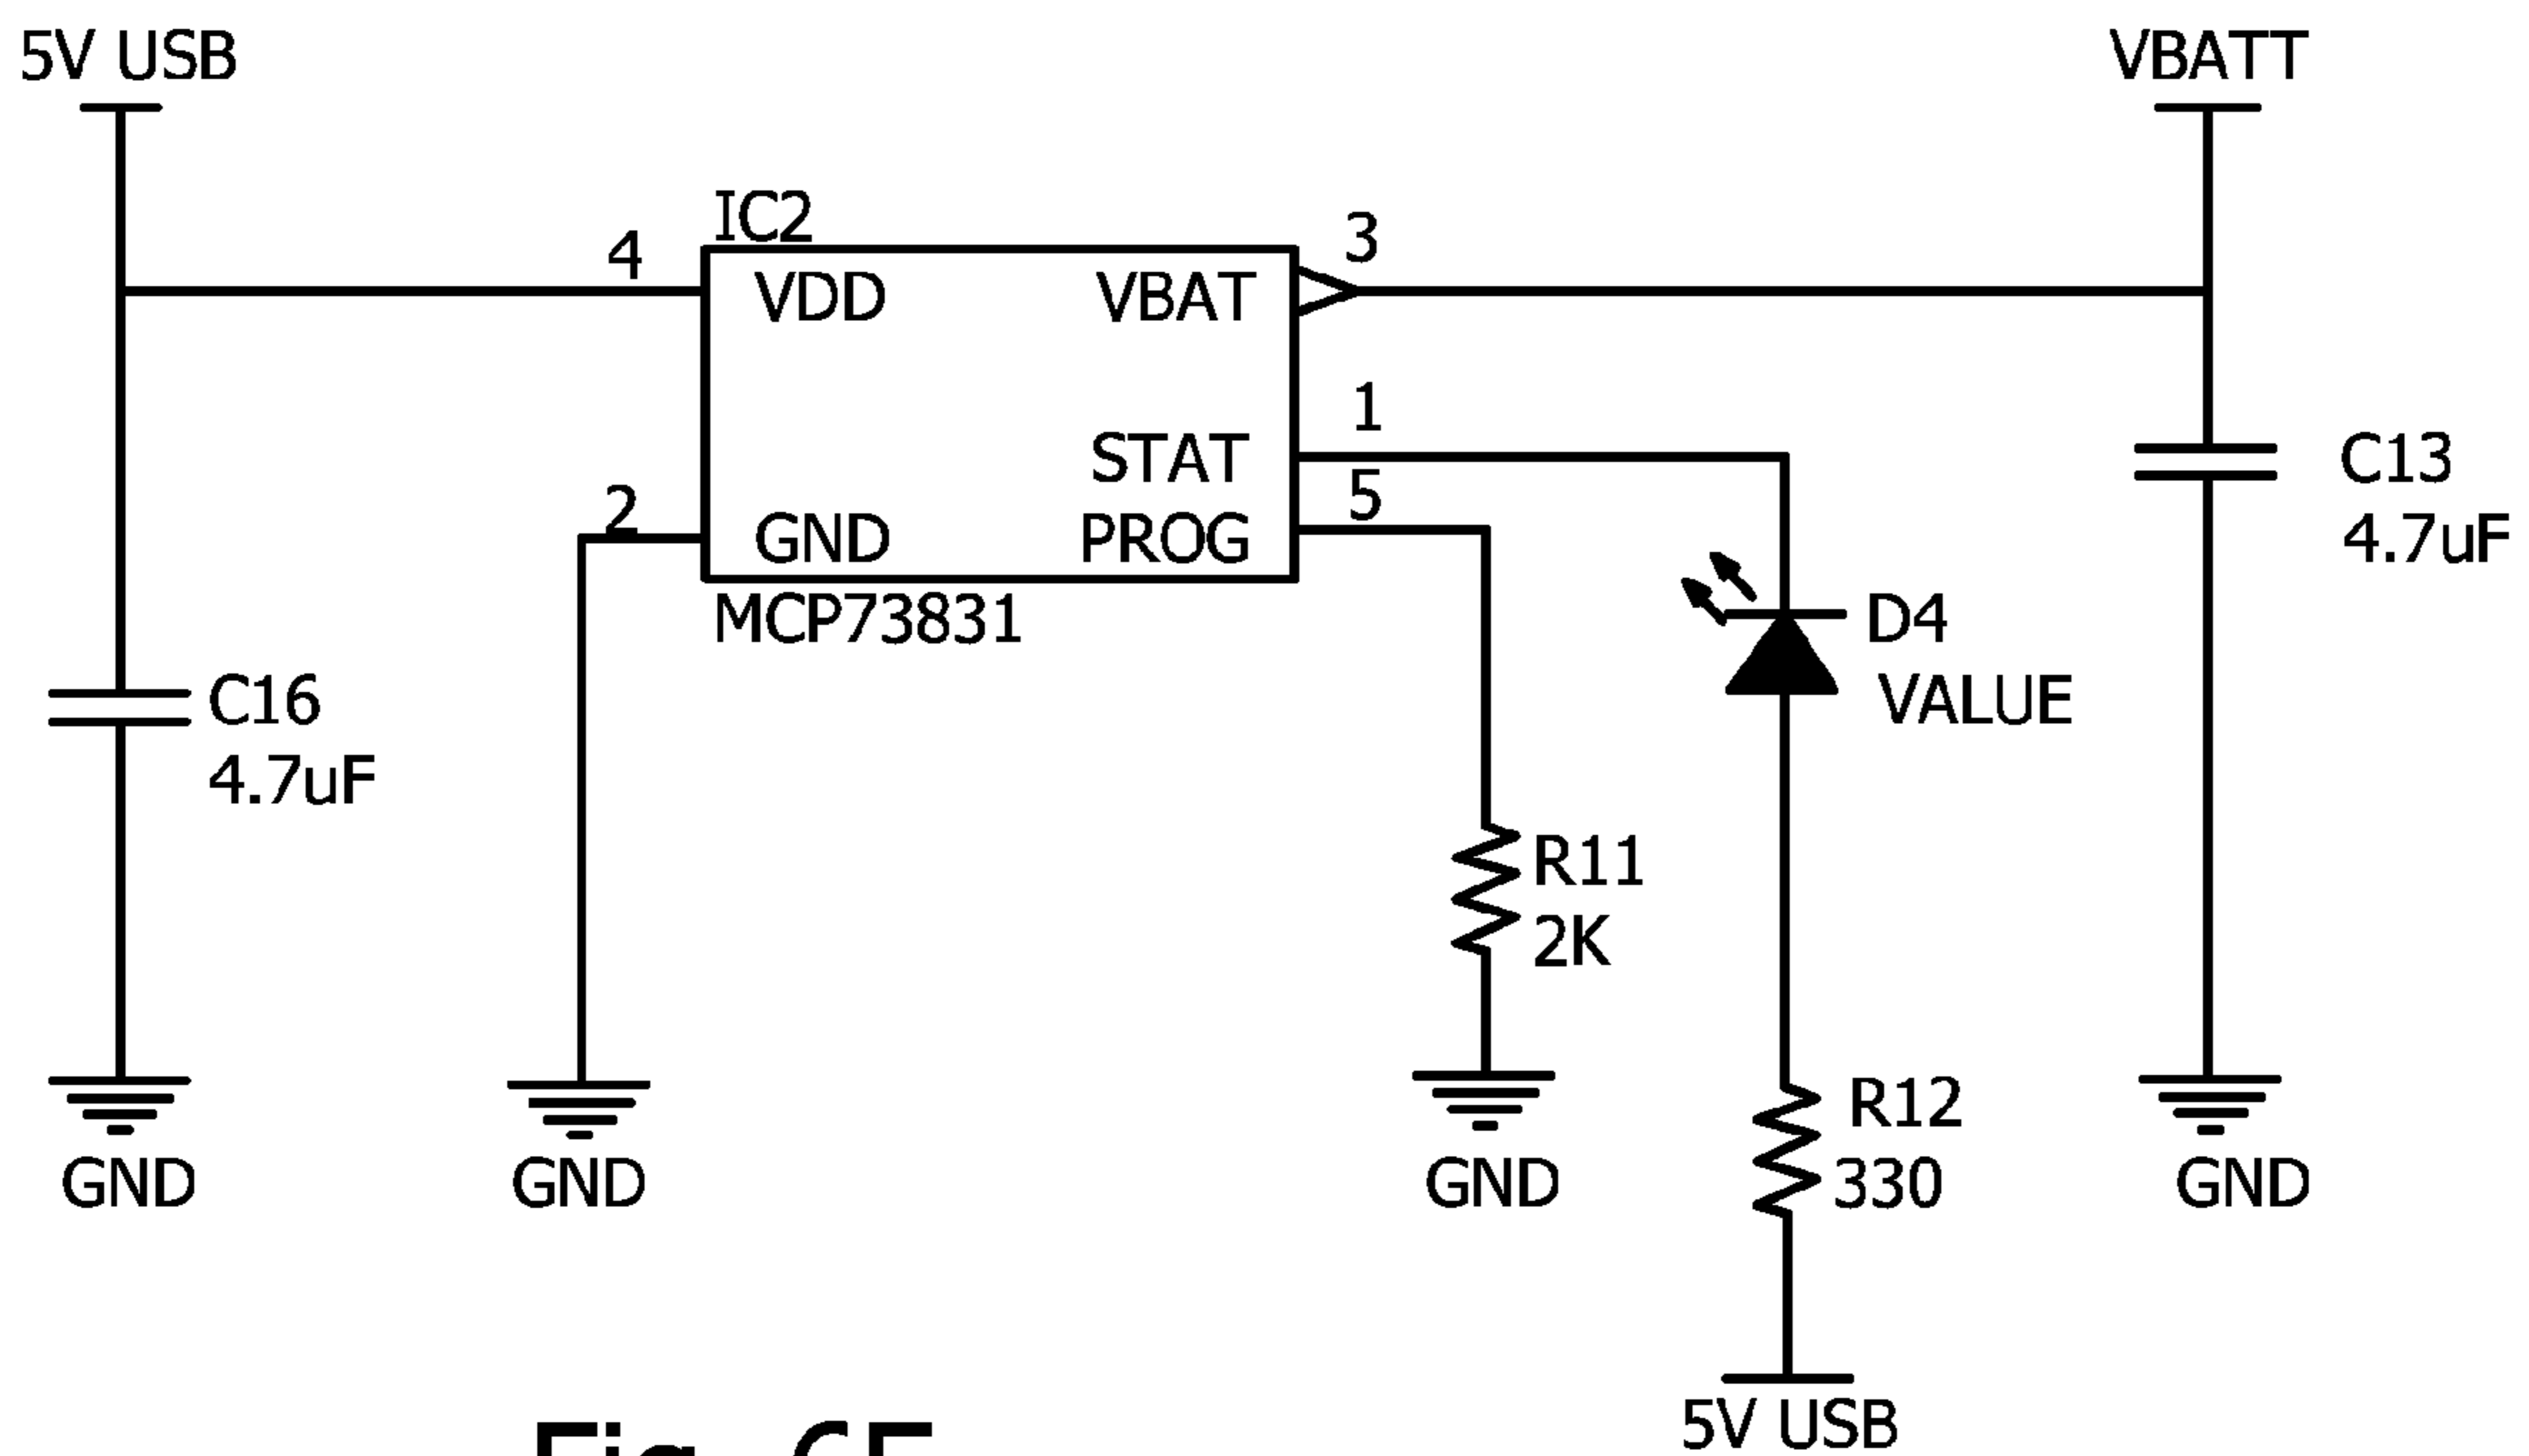 5V USB
VBATT
IC2
4
3
VDD
VBAT
1
STAT
2
5
GND
PROG
MCP73831
C13
4.7uF
D4
VALUE
C16
4.7uF
R11
2K
R12
330
GND
GND
GND
GND
5V USB